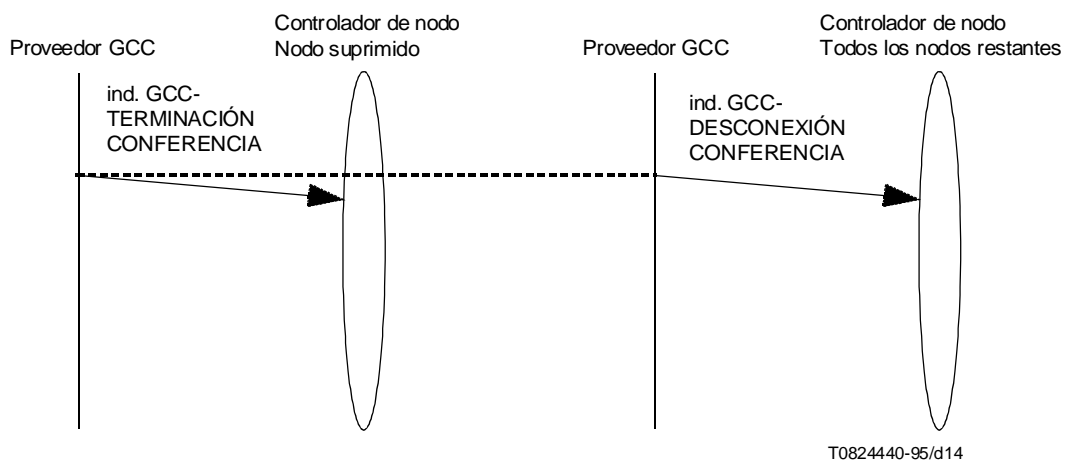 Proveedor GCC
Controlador de nodo
Nodo suprimido
Proveedor GCC
Controlador de nodo
Todos los nodos restantes
ind. GCC-
TERMINACIÓN
CONFERENCIA
ind. GCC-
DESCONEXIÓN
CONFERENCIA
T0824440-95/d14